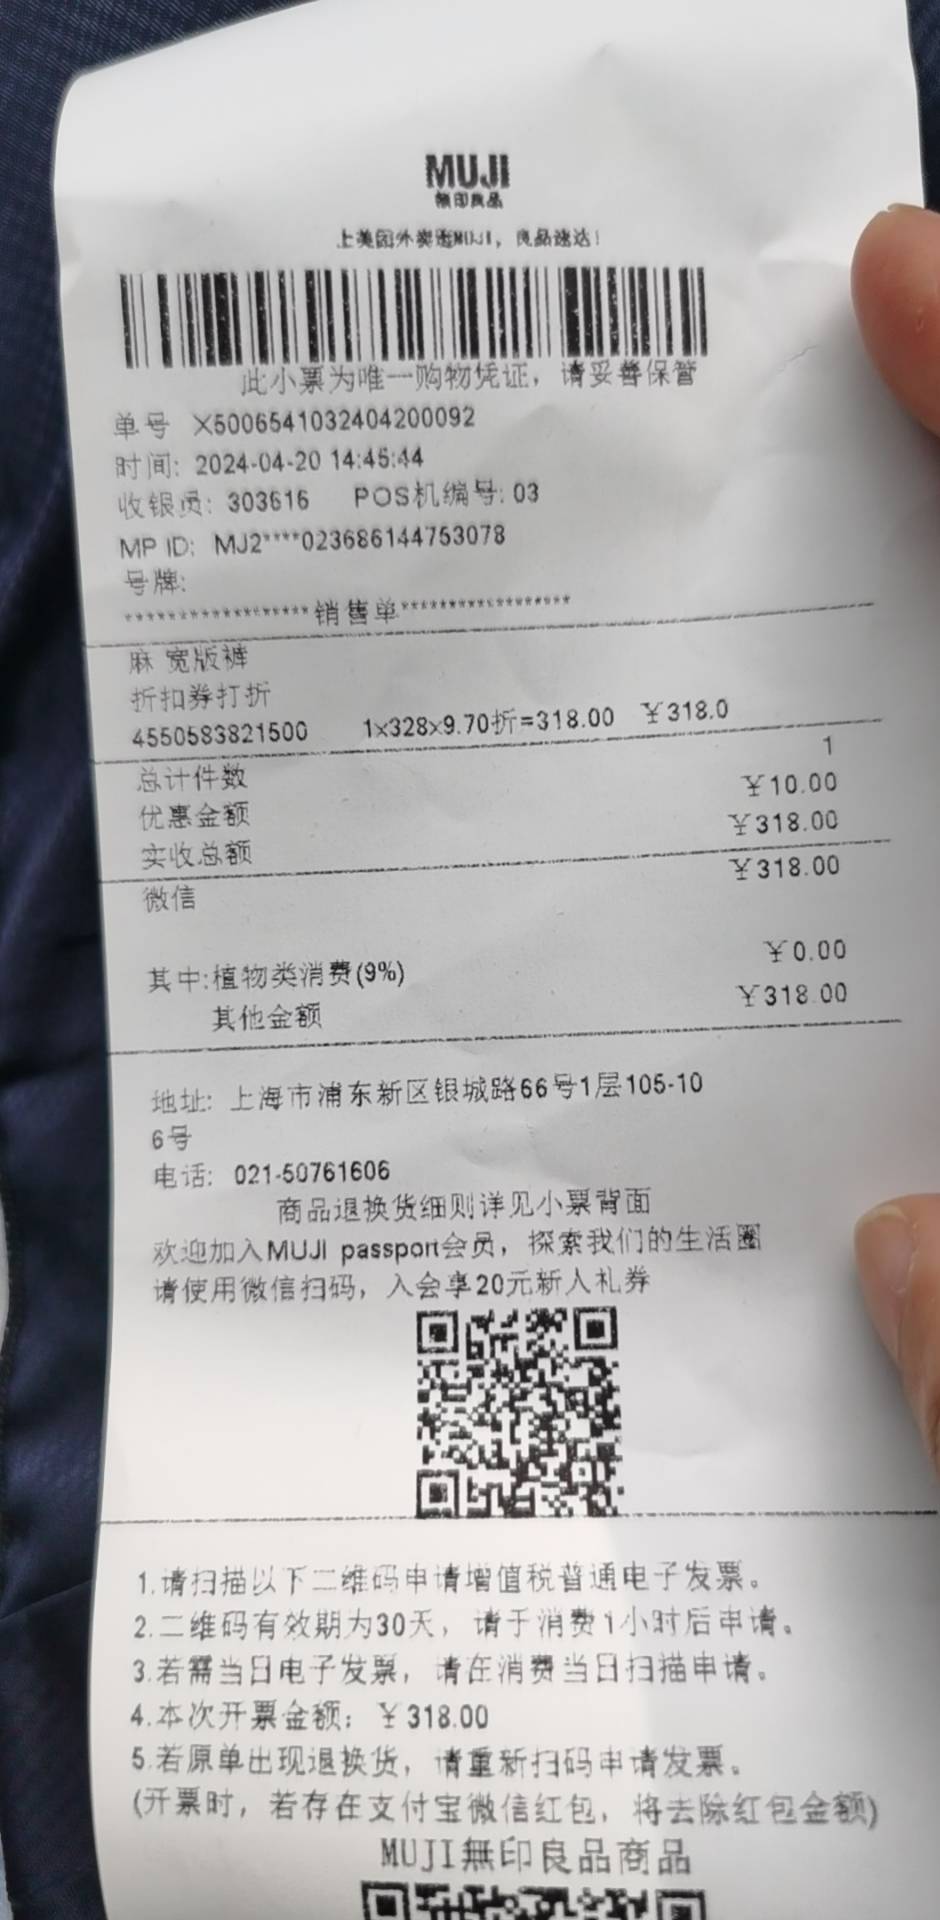 MUJI
無印良品
上美团外卖逛MUJI，良品速达！
此小票为唯一购物凭证，请妥善保管
单号 X5006541032404200092
时间: 2024-04-20 14:45:44
收银员: 303616 POS机编号: 03
MP ID: MJ2****023686144753078
号牌:
******************销售单******************
麻 宽版裤
折扣券打折
4550583821500 1x328x9.70折=318.00 ￥318.0
总计件数 1
优惠金额 ￥10.00
实收总额 ￥318.00
微信 ￥318.00
其中:植物类消费(9%) ￥0.00
其他金额 ￥318.00
地址: 上海市浦东新区银城路66号1层105-10
6号
电话: 021-50761606
商品退换货细则详见小票背面
欢迎加入MUJI passport会员，探索我们的生活圈
请使用微信扫码，入会享20元新人礼券
1.请扫描以下二维码申请增值税普通电子发票。
2.二维码有效期为30天，请于消费1小时后申请。
3.若需当日电子发票，请在消费当日扫描申请。
4.本次开票金额: ￥318.00
5.若原单出现退换货，请重新扫码申请发票。
(开票时，若存在支付宝微信红包，将去除红包金额)
MUJI無印良品商品